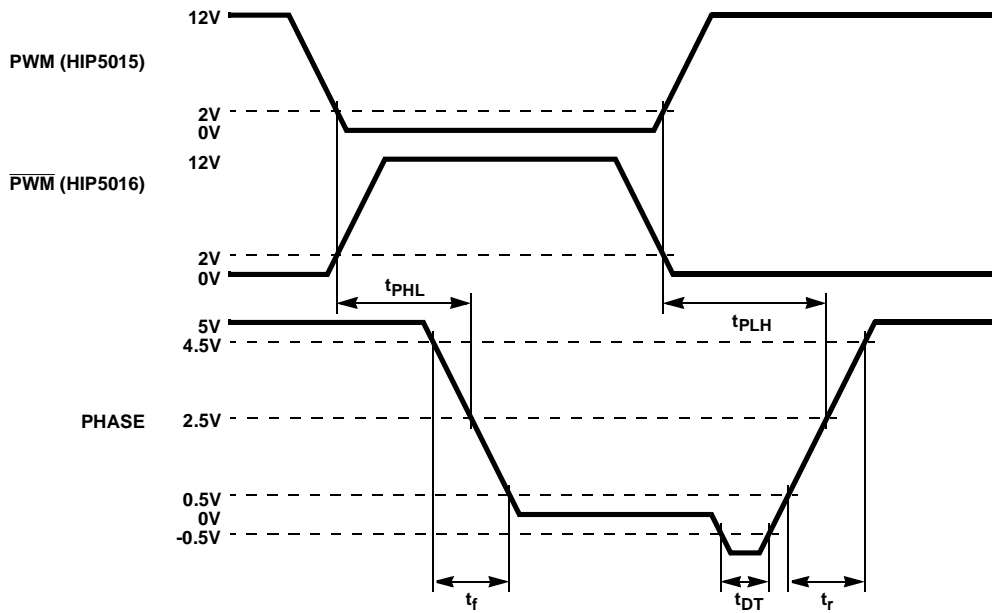 12V
PWM (HIP5015)
2V
0V
12V
PWM (HIP5016)
2V
0V
tPHL
tPLH
5V
4.5V
PHASE
2.5V
0.5V
0V
-0.5V
tf
tDT
tr